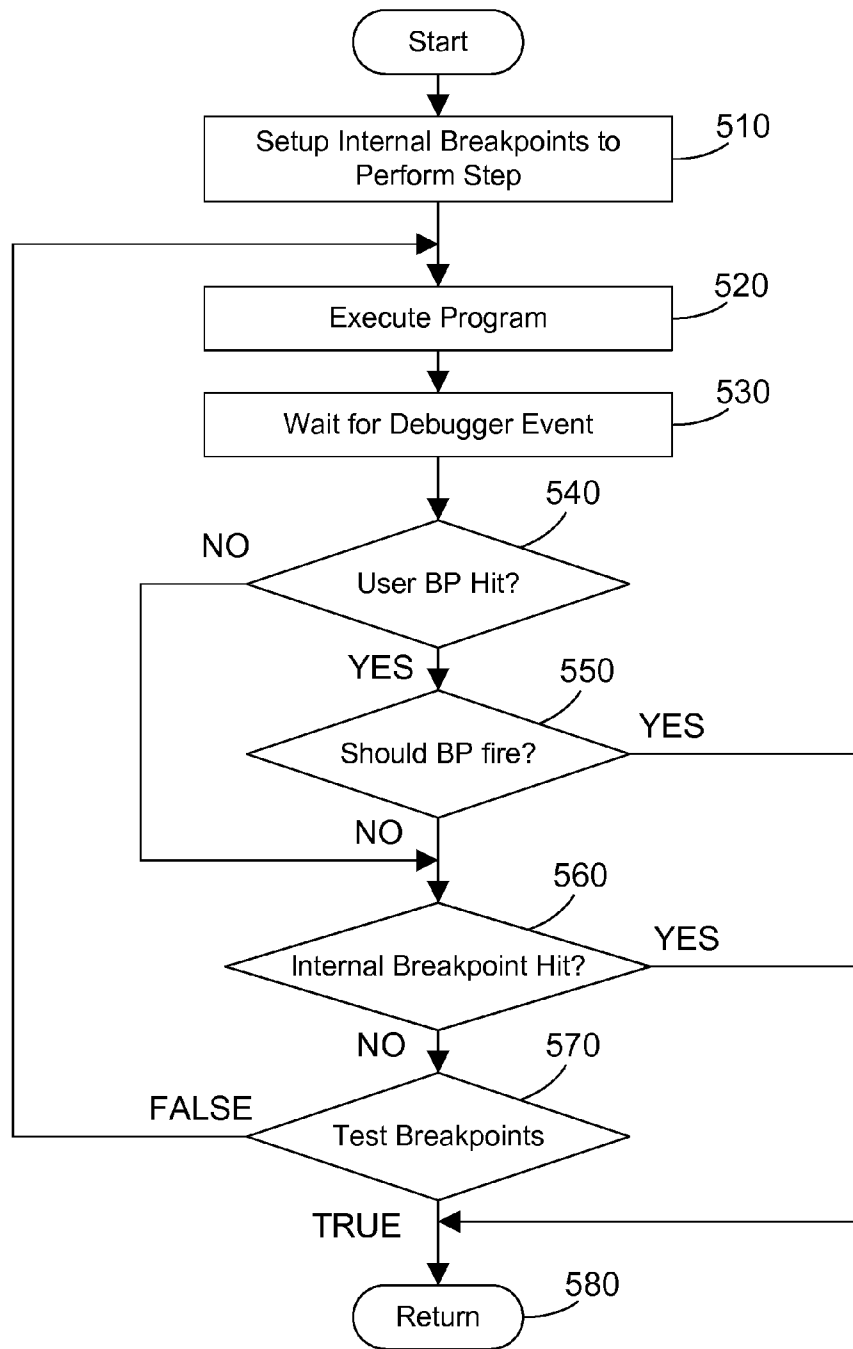 Start
510
Setup Internal Breakpoints to
Perform Step
520
Execute Program
530
Wait for Debugger Event
540
NO
User BP Hit?
YES
550
YES
Should BP fire?
NO
560
YES
Internal Breakpoint Hit?
NO
570
FALSE
Test Breakpoints
TRUE
580
Return